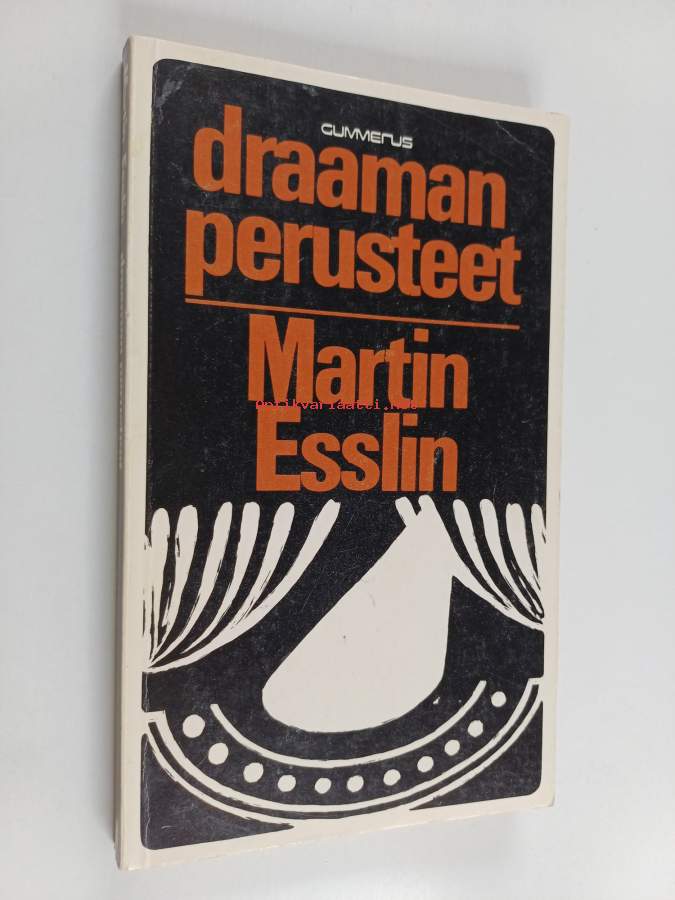 GUMMERUS
draaman
perusteet
Martin
antikvariaatti.net
Esslin